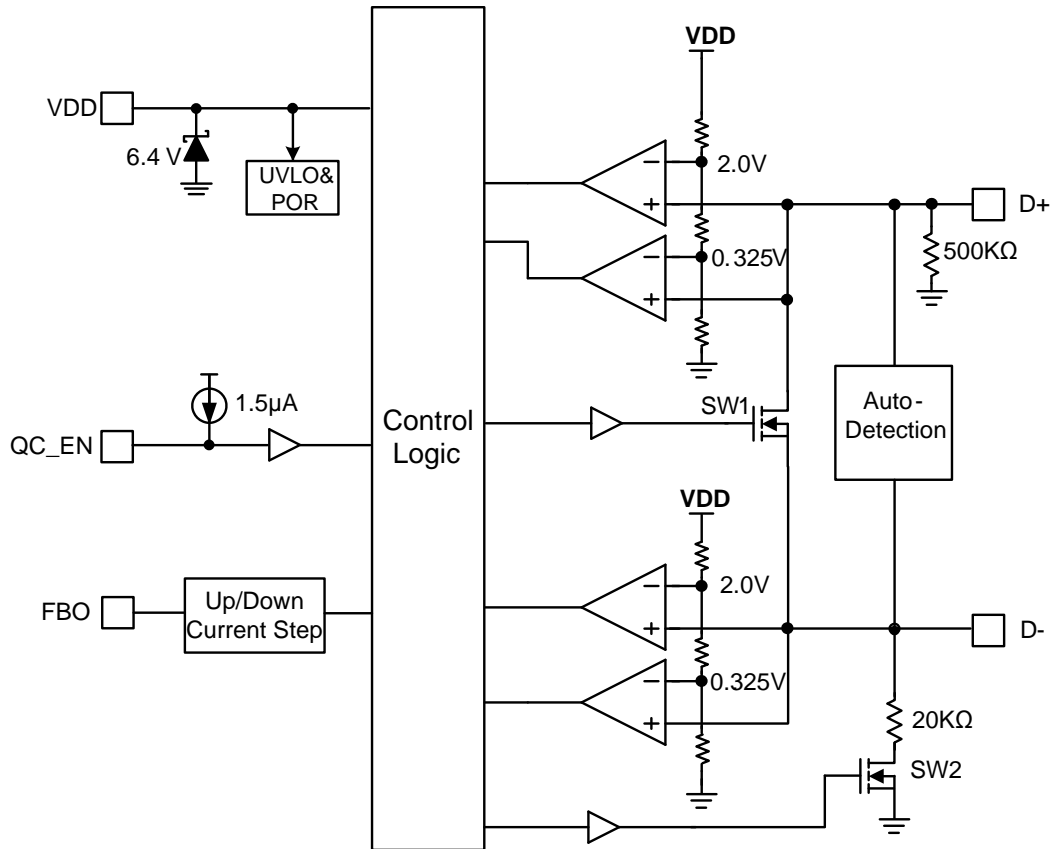 VDD
VDD
6.4 V
UVLO&
POR
2.0V
D+
0.325V
500KΩ
1.5µA
QC_EN
Control
Logic
SW1
Auto-
Detection
VDD
FBO
Up/Down
Current Step
2.0V
D-
0.325V
20KΩ
SW2